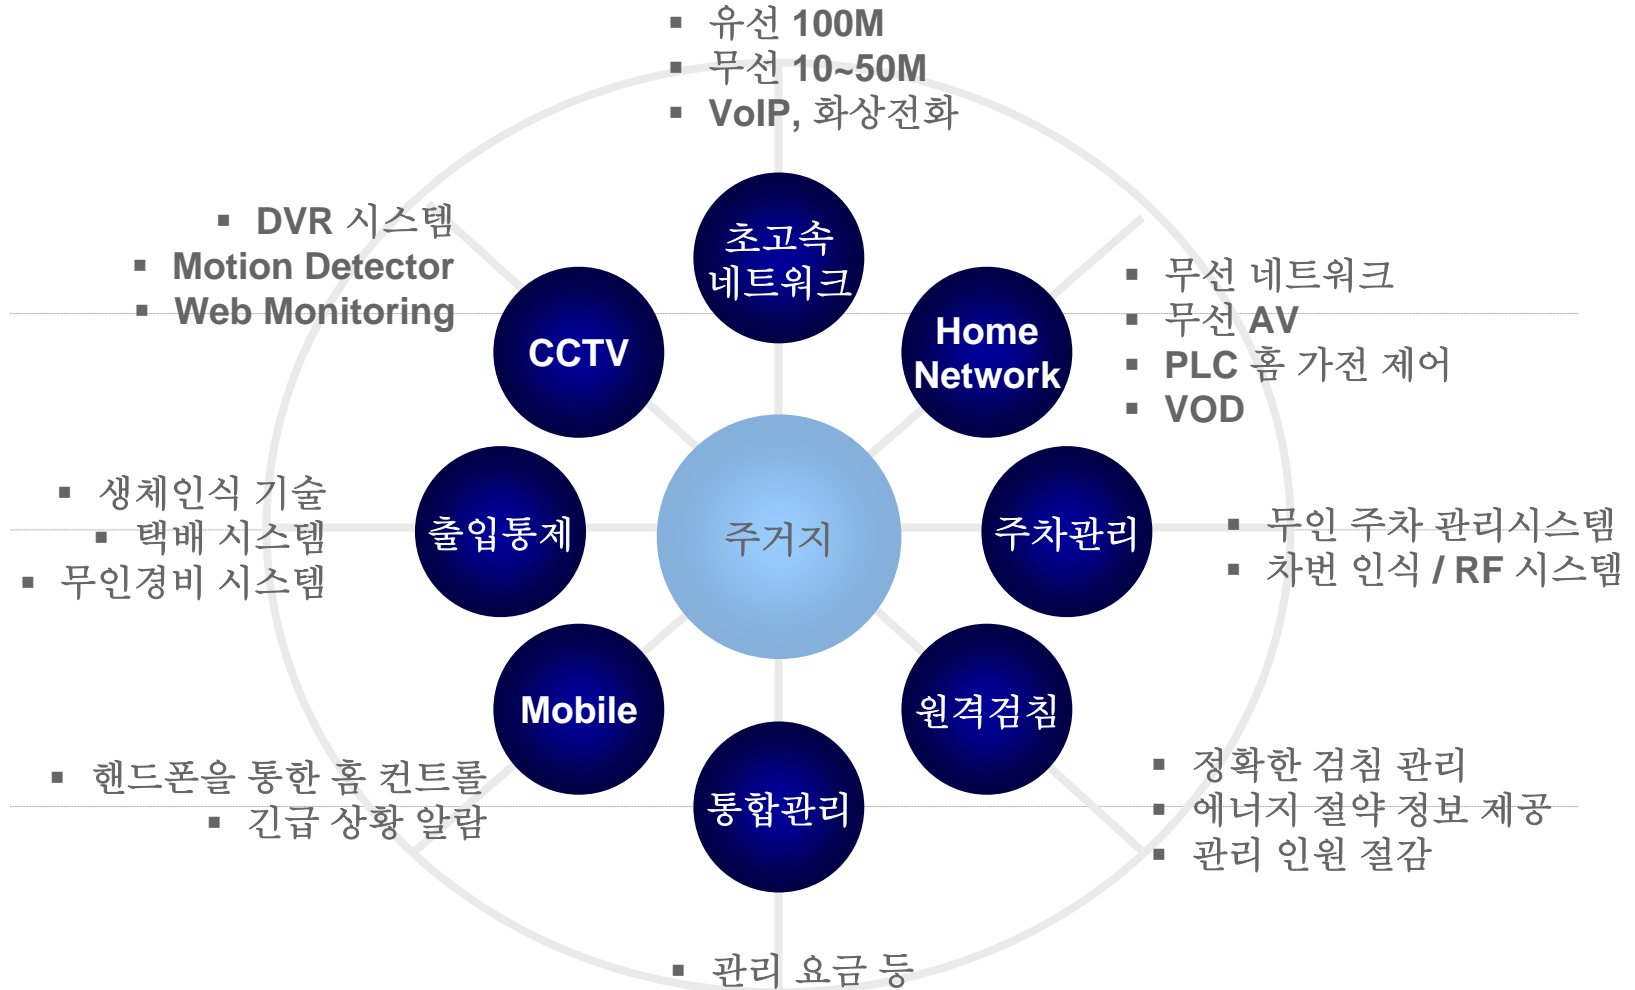 ▪ 유선 100M
▪ 무선 10~50M
▪ VoIP, 화상전화
초고속
네트워크
▪ DVR 시스템
▪ Motion Detector
▪ Web Monitoring
CCTV
Home
Network
▪ 무선 네트워크
▪ 무선 AV
▪ PLC 홈 가전 제어
▪ VOD
▪ 생체인식 기술
▪ 택배 시스템
▪ 무인경비 시스템
출입통제
주거지
주차관리
▪ 무인 주차 관리시스템
▪ 차번 인식 / RF 시스템
Mobile
▪ 핸드폰을 통한 홈 컨트롤
▪ 긴급 상황 알람
통합관리
원격검침
▪ 정확한 검침 관리
▪ 에너지 절약 정보 제공
▪ 관리 인원 절감
▪ 관리 요금 등